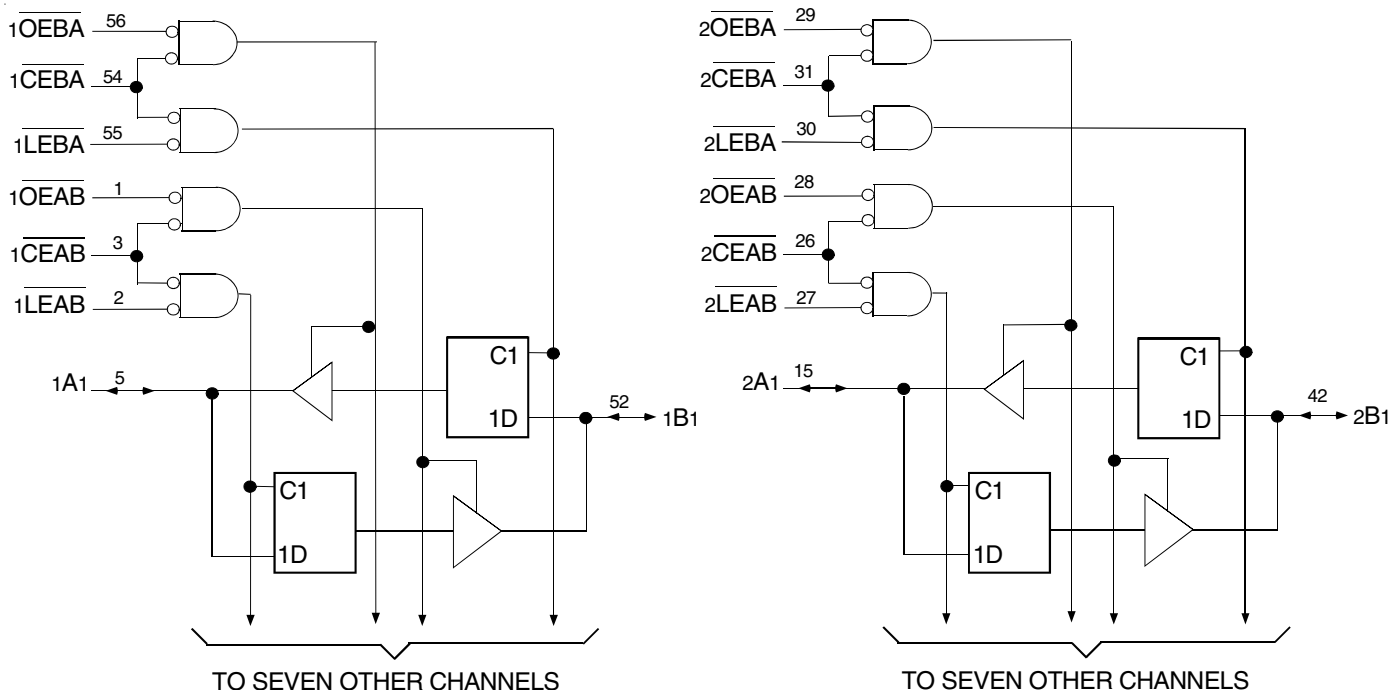 1OEBA 56
1CEBA 54
1LEBA 55
1OEAB 1
1CEAB 3
1LEAB 2
1A1 5
C1
1D
52 1B1
C1
1D
TO SEVEN OTHER CHANNELS
2OEBA 29
2CEBA 31
2LEBA 30
2OEAB 28
2CEAB 26
2LEAB 27
2A1 15
C1
1D
42 2B1
C1
1D
TO SEVEN OTHER CHANNELS